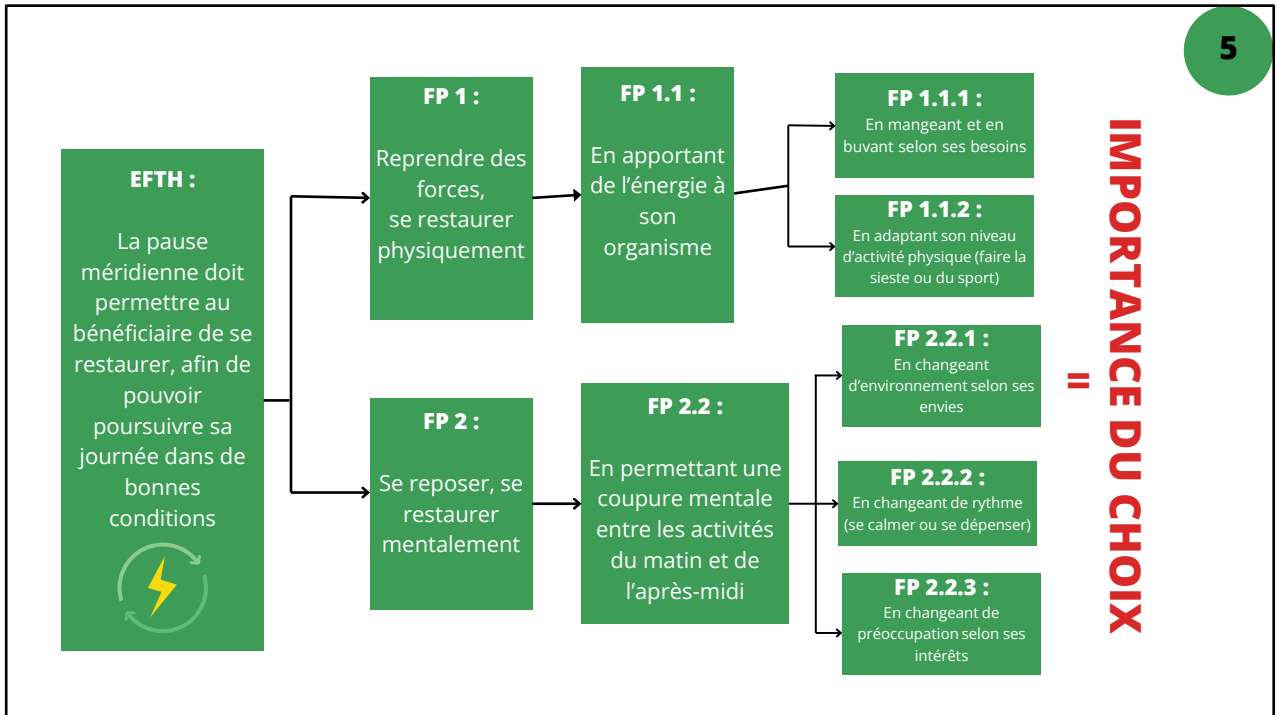 5
EFTH :
La pause
méridienne doit
permettre au
bénéficiaire de se
restaurer, afin de
pouvoir
poursuivre sa
journée dans de
bonnes
conditions
FP 1 :
Reprendre des
forces,
se restaurer
physiquement
FP 1.1 :
En apportant
de l’énergie à
son
organisme
FP 1.1.1 :
En mangeant et en
buvant selon ses besoins
FP 1.1.2 :
En adaptant son niveau
d’activité physique (faire la
sieste ou du sport)
FP 2 :
Se reposer, se
restaurer
mentalement
FP 2.2 :
En permettant une
coupure mentale
entre les activités
du matin et de
l’après-midi
FP 2.2.1 :
En changeant
d’environnement selon ses
envies
FP 2.2.2 :
En changeant de rythme
(se calmer ou se dépenser)
FP 2.2.3 :
En changeant de
préoccupation selon ses
intérêts
=
IMPORTANCE DU CHOIX